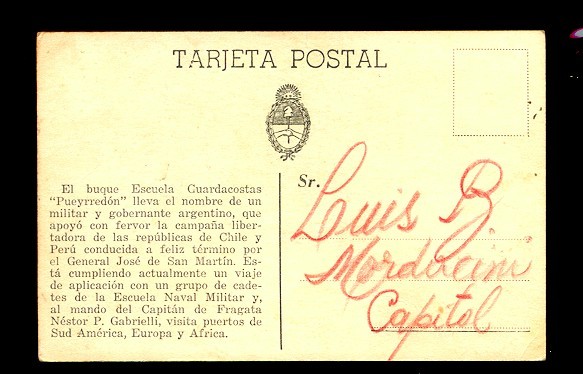 TARJETA POSTAL
El buque Escuela Guardacostas
"Pueyrredón" lleva el nombre de un
militar y gobernante argentino, que
apoyó con fervor la campaña liber-
tadora de las repúblicas de Chile y
Perú conducida a feliz término por
el General José de San Martín. Es-
tá cumpliendo actualmente un viaje
de aplicación con un grupo de cade-
tes de la Escuela Naval Militar y,
al mando del Capitán de Fragata
Néstor P. Gabrielli, visita puertos de
Sud América, Europa y Africa.
Sr. Luis B.
Capitol